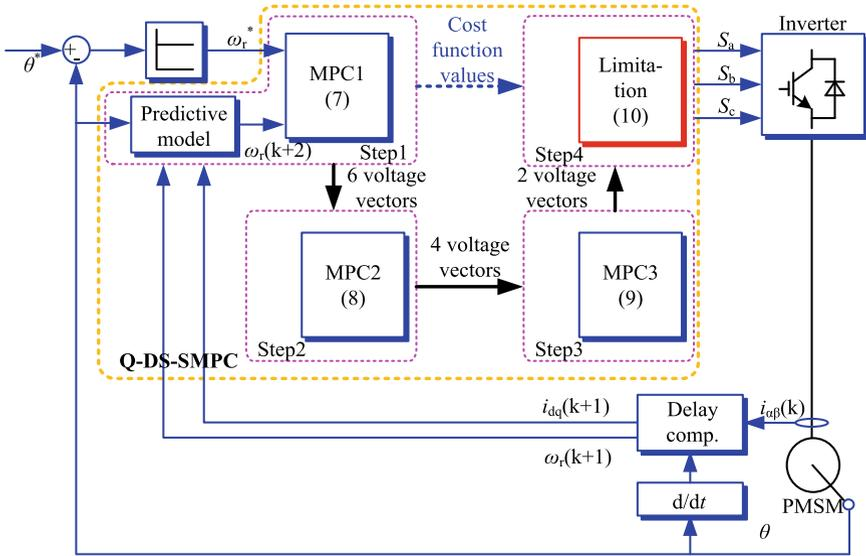 θ*
+
-
ωr*
MPC1
(7)
Cost
function
values
Limita-
tion
(10)
Sa
Sb
Sc
Inverter
Predictive
model
ωr(k+2)
Step1
Step4
6 voltage
vectors
2 voltage
vectors
MPC2
(8)
4 voltage
vectors
MPC3
(9)
Step2
Step3
Q-DS-SMPC
idq(k+1)
Delay
comp.
iαβ(k)
ωr(k+1)
d/dt
PMSM
θ